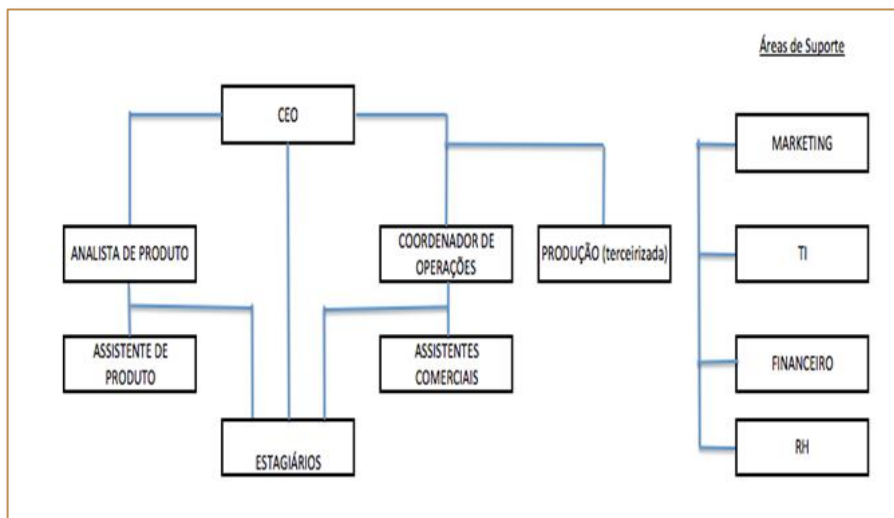 Áreas de Suporte
CEO
MARKETING
ANALISTA DE PRODUTO
COORDENADOR DE
OPERAÇÕES
PRODUÇÃO (terceirizada)
TI
ASSISTENTE DE
PRODUTO
ASSISTENTES
COMERCIAIS
FINANCEIRO
ESTAGIÁRIOS
RH